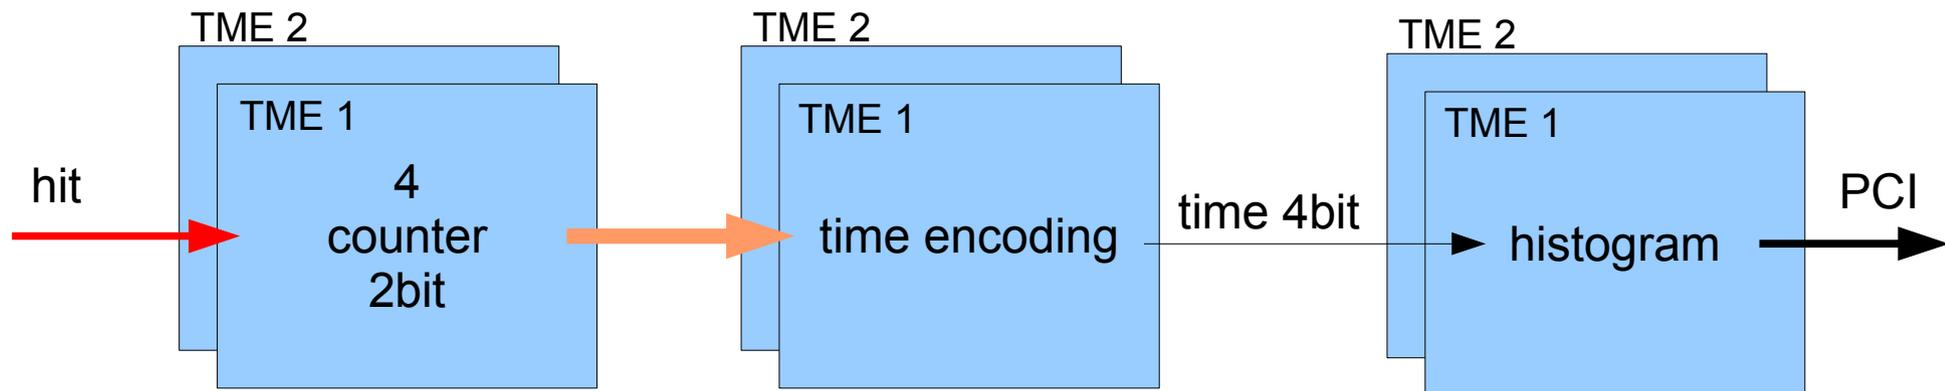 TME 2
TME 1
hit
4
counter
2bit
TME 2
TME 1
time encoding
time 4bit
TME 2
TME 1
histogram
PCI